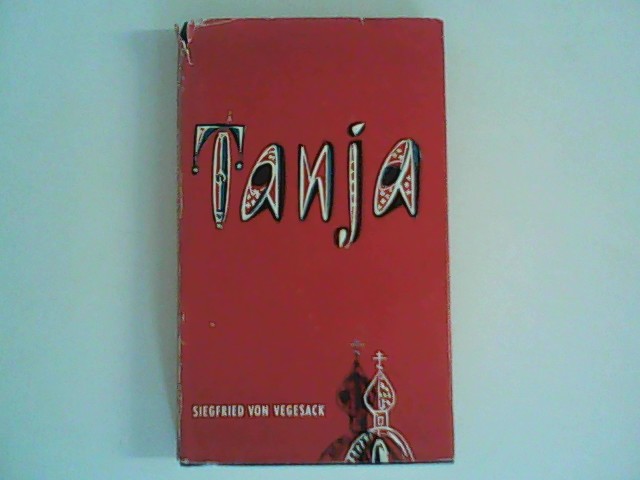 Tanja
SIEGFRIED VON VEGESACK